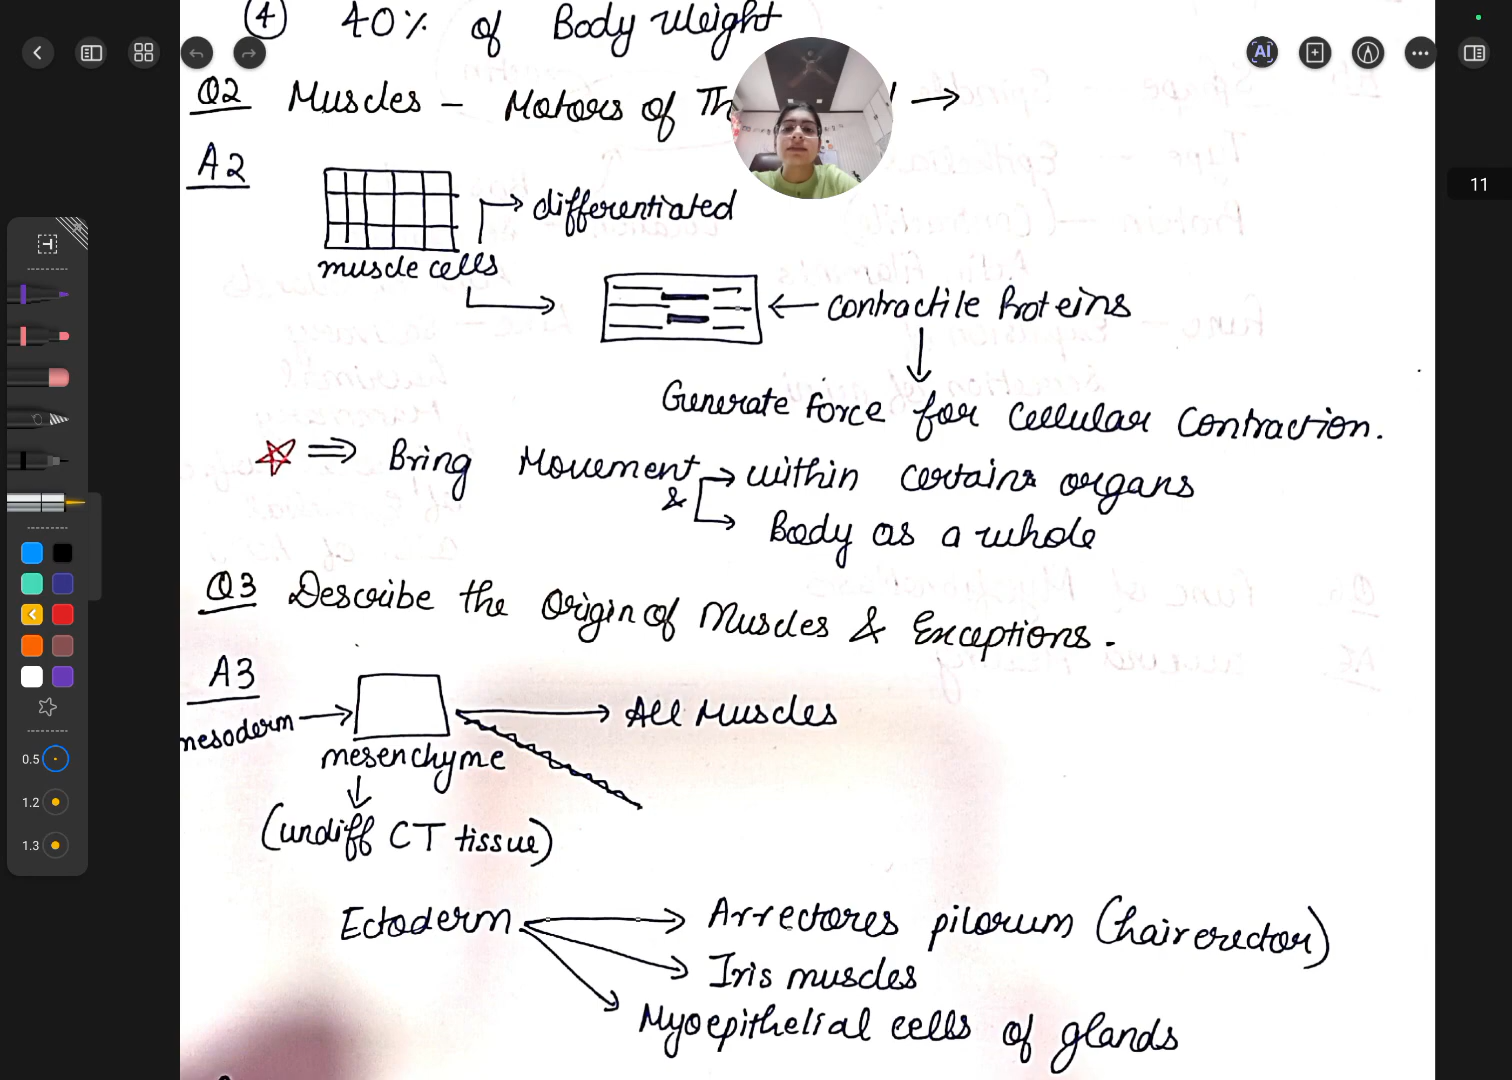 ④ 40% of Body weight
Q2 Muscles - Motors of Th →
A2
→ differentiated
muscle cells
← contractile Proteins
Generate force for cellular contraction.
☆ ⇒ Bring Movement → within certain organs
& → Body as a whole
Q3 Describe the Origin of Muscles & Exceptions.
A3
mesoderm → → All Muscles
mesenchyme
(undiff CT tissue)
Ectoderm → Arrectores pilorum (hair erector)
→ Iris muscles
Myoepithelial cells of glands
AI
11
0.5
1.2
1.3